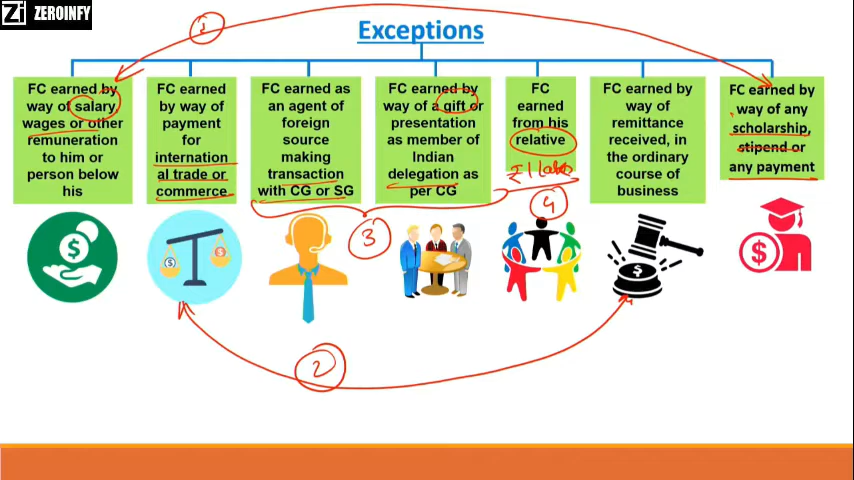 Zi ZEROINFY
Exceptions
1
FC earned by
way of salary,
wages or other
remuneration
to him or
person below
his
FC earned
by way of
payment
for
internation
al trade or
commerce
FC earned as
an agent of
foreign
source
making
transaction
with CG or SG
FC earned by
way of a gift or
presentation
as member of
Indian
delegation as
per CG
FC
earned
from his
relative
₹1 lakhs
FC earned by
way of
remittance
received, in
the ordinary
course of
business
FC earned by
way of any
scholarship,
stipend or
any payment
3
4
2